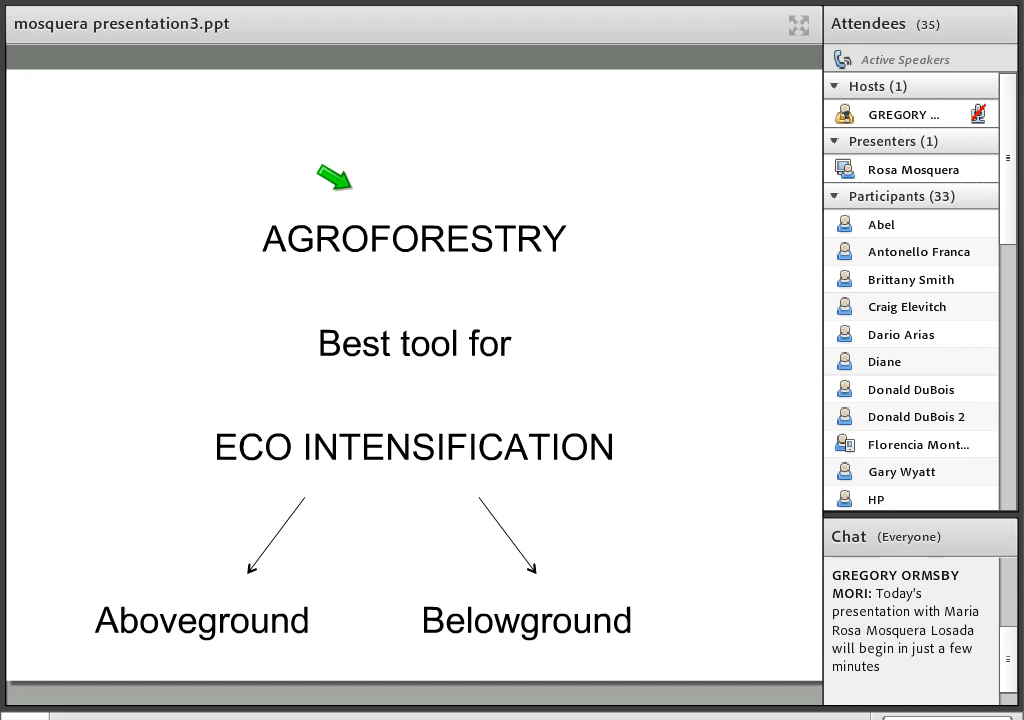 mosquera presentation3.ppt
AGROFORESTRY
Best tool for
ECO INTENSIFICATION
Aboveground Belowground
Attendees (35)
Active Speakers
Hosts (1)
GREGORY ...
Presenters (1)
Rosa Mosquera
Participants (33)
Abel
Antonello Franca
Brittany Smith
Craig Elevitch
Dario Arias
Diane
Donald DuBois
Donald DuBois 2
Florencia Mont...
Gary Wyatt
HP
Chat (Everyone)
GREGORY ORMSBY
MORI: Today's
presentation with Maria
Rosa Mosquera Losada
will begin in just a few
minutes